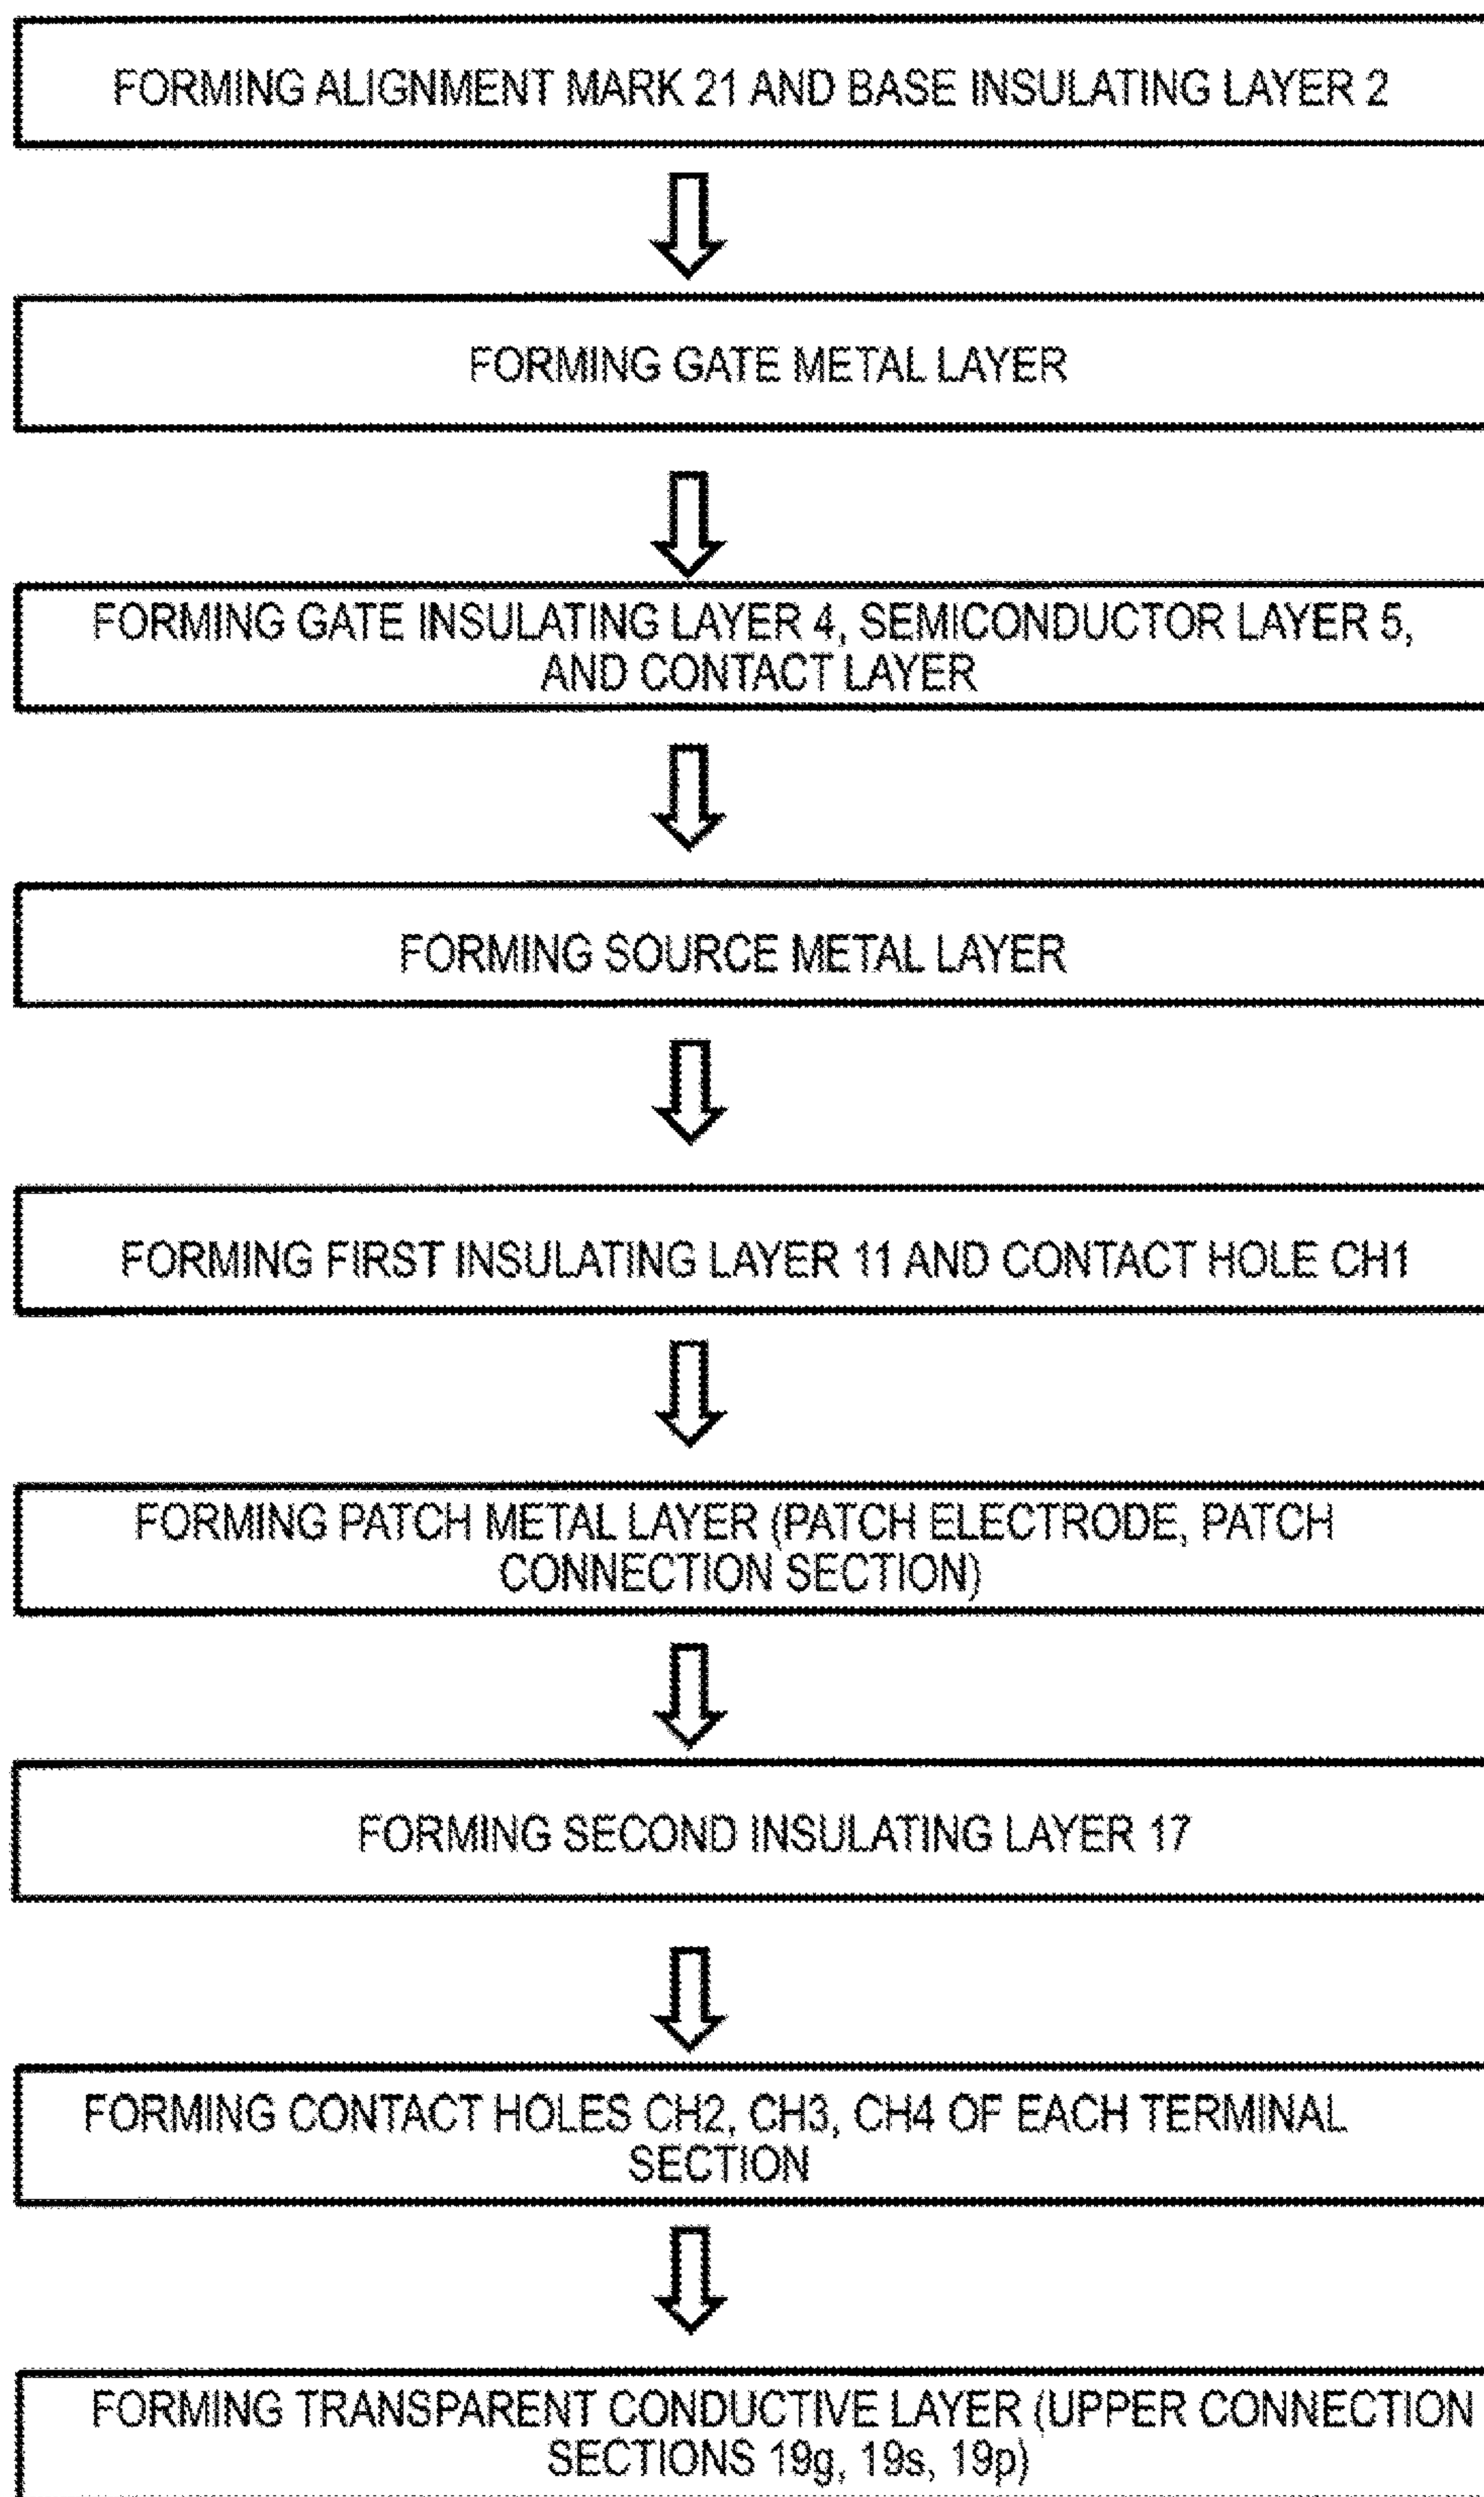 FORMING ALIGNMENT MARK 21 AND BASE INSULATING LAYER 2
FORMING GATE METAL LAYER
FORMING GATE INSULATING LAYER 4, SEMICONDUCTOR LAYER 5,
AND CONTACT LAYER
FORMING SOURCE METAL LAYER
FORMING FIRST INSULATING LAYER 11 AND CONTACT HOLE CH1
FORMING PATCH METAL LAYER (PATCH ELECTRODE, PATCH
CONNECTION SECTION)
FORMING SECOND INSULATING LAYER 17
FORMING CONTACT HOLES CH2, CH3, CH4 OF EACH TERMINAL
SECTION
FORMING TRANSPARENT CONDUCTIVE LAYER (UPPER CONNECTION
SECTIONS 19g, 19s, 19p)